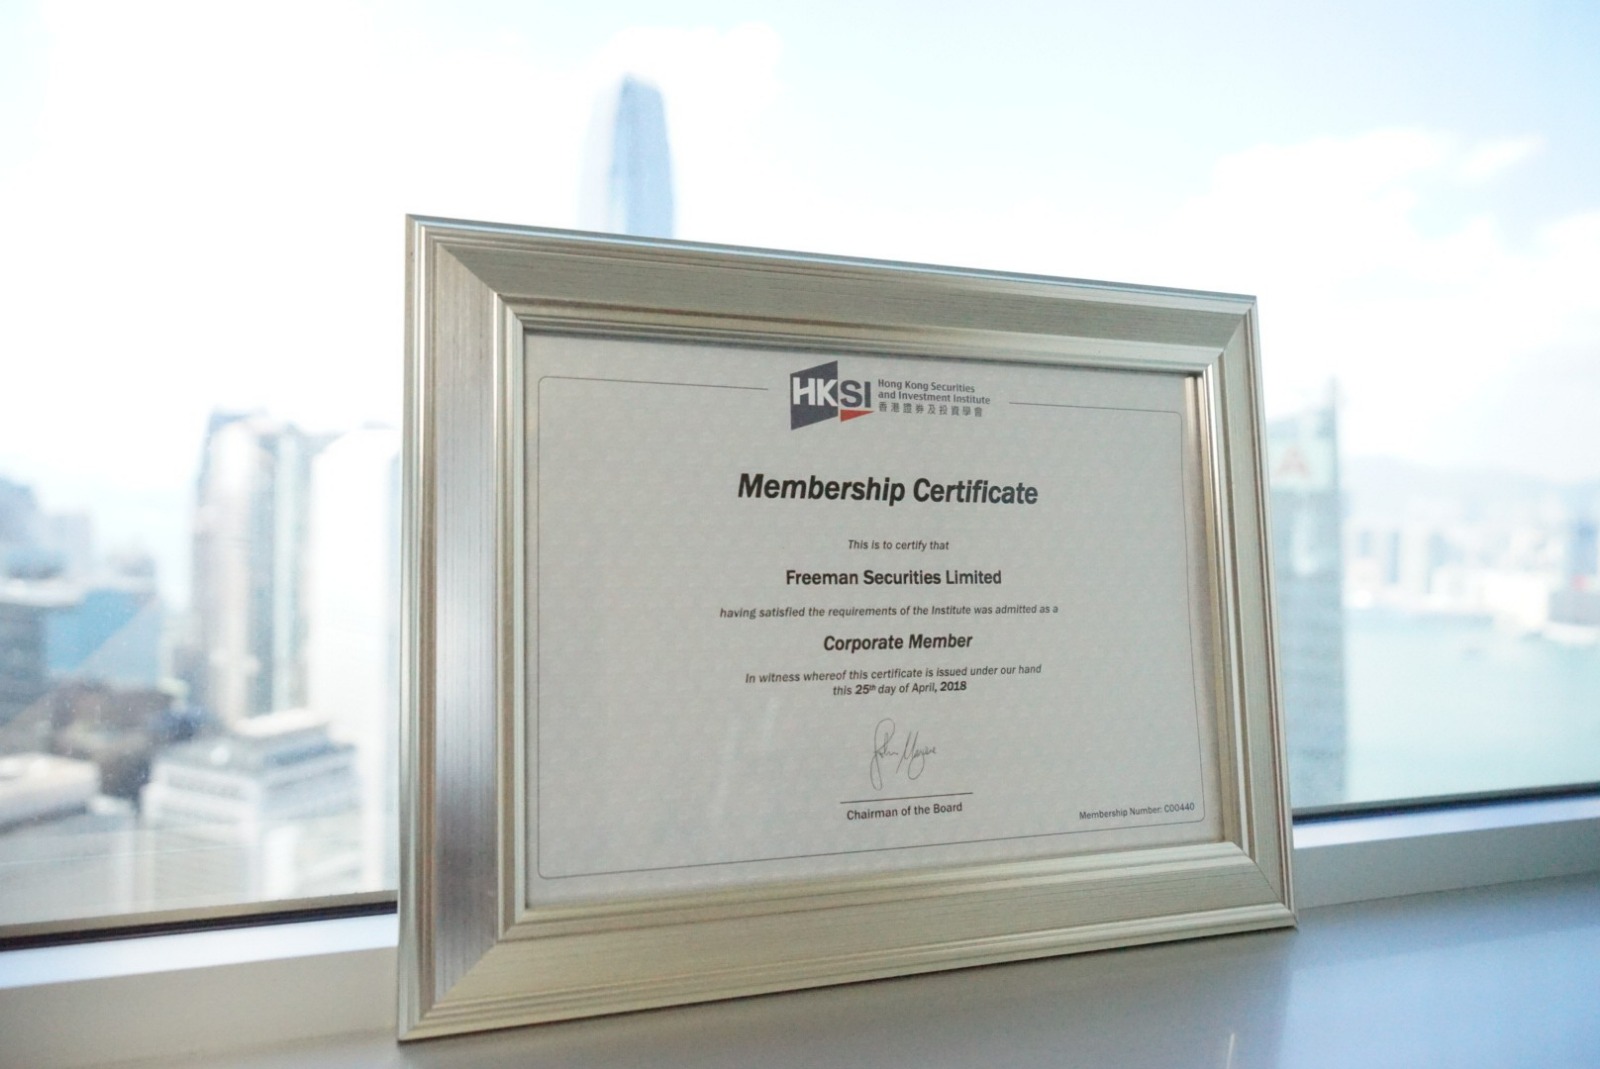 HKSI
Hong Kong Securities
and Investment Institute
香港證券及投資學會
Membership Certificate
This is to certify that
Freeman Securities Limited
having satisfied the requirements of the Institute was admitted as a
Corporate Member
In witness whereof this certificate is issued under our hand
this 25th day of April, 2018
Chairman of the Board
Membership Number: CD0440